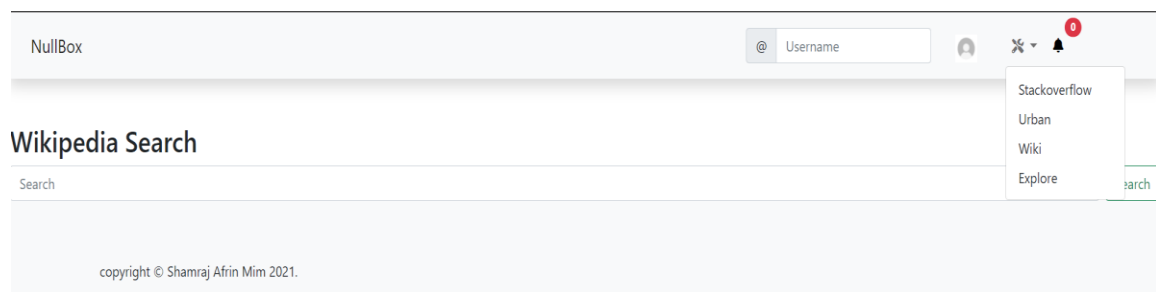 0
NullBox @ Username
Stackoverflow
Urban
Wikipedia Search
Wiki
Search
Explore earch
copyright © Shamraj Afrin Mim 2021.